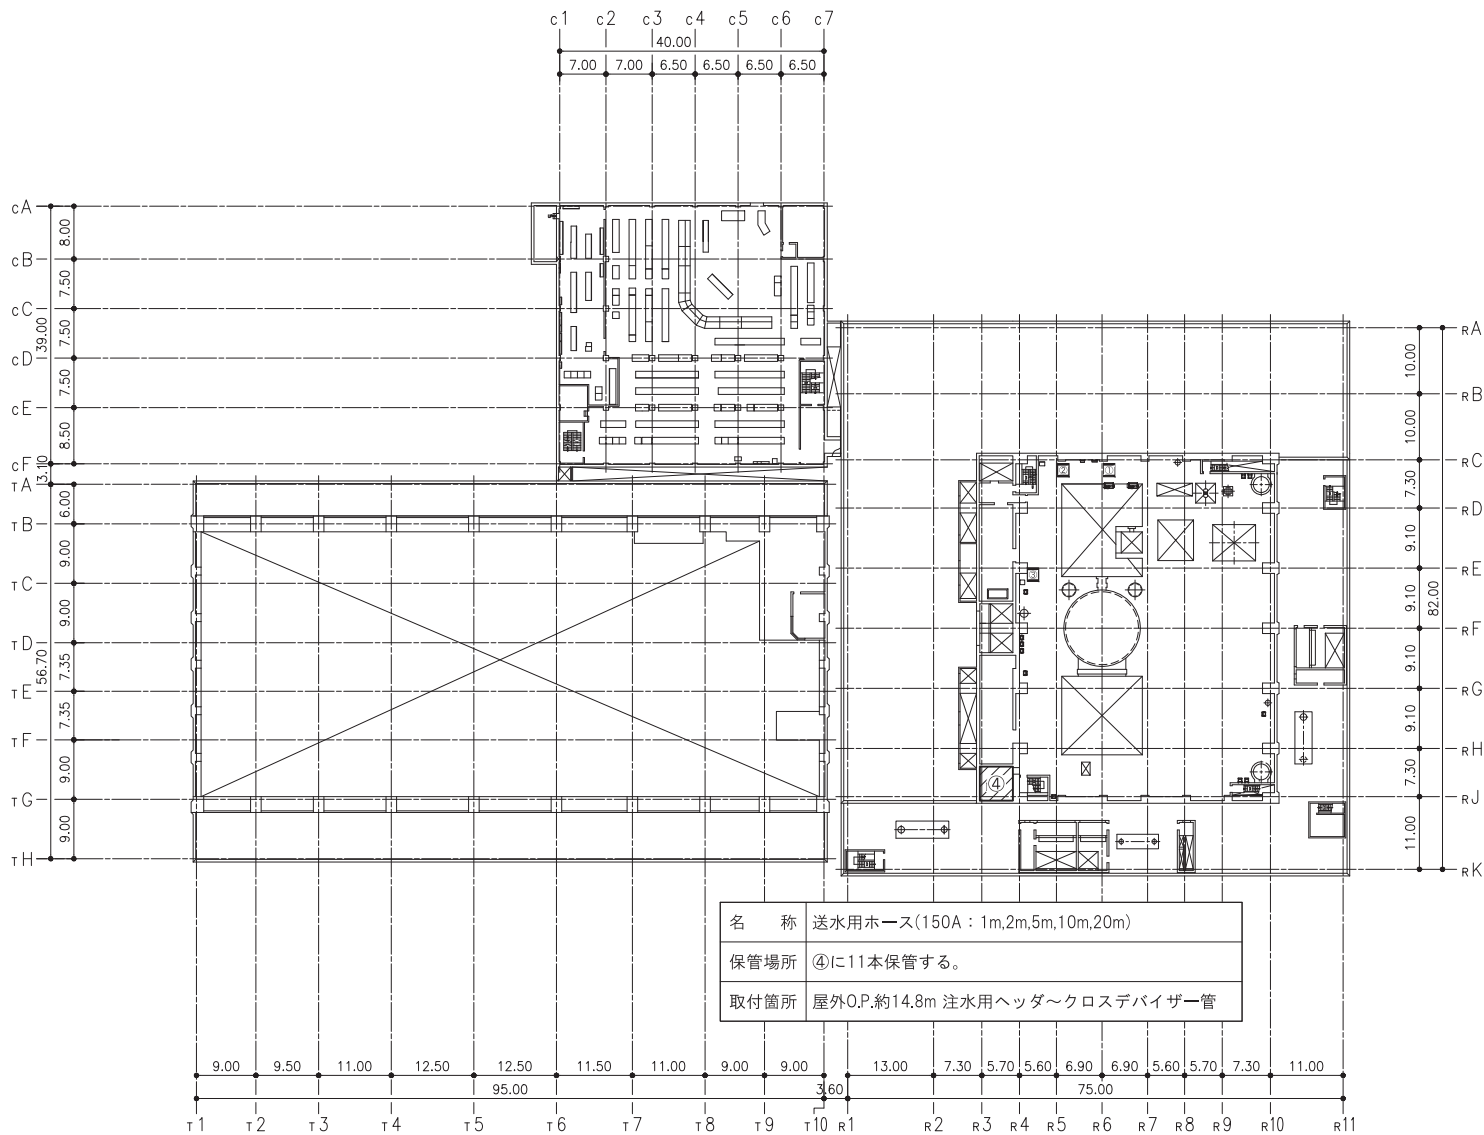 c1 c2 c3 c4 c5 c6 c7
40.00
7.00 7.00 6.50 6.50 6.50 6.50
cA
cB
cC
cD
cE
cF
8.00
7.50
7.50
7.50
8.50
39.00
3.10
TA
TB
TC
TD
TE
TF
TG
TH
6.00
9.00
9.00
7.35
7.35
9.00
9.00
56.70
RA
RB
RC
RD
RE
RF
RG
RH
RJ
RK
10.00
10.00
7.30
9.10
9.10
9.10
9.10
7.30
11.00
82.00
② ①
③
④
名 称 送水用ホース(150A:1m,2m,5m,10m,20m)
保管場所 ④に11本保管する。
取付箇所 屋外O.P.約14.8m 注水用ヘッダ~クロスデバイザー管
9.00 9.50 11.00 12.50 12.50 11.50 11.00 9.00 9.00 13.00 7.30 5.70 5.60 6.90 6.90 5.60 5.70 7.30 11.00
95.00 3.60 75.00
T1 T2 T3 T4 T5 T6 T7 T8 T9 T10 R1 R2 R3 R4 R5 R6 R7 R8 R9 R10 R11